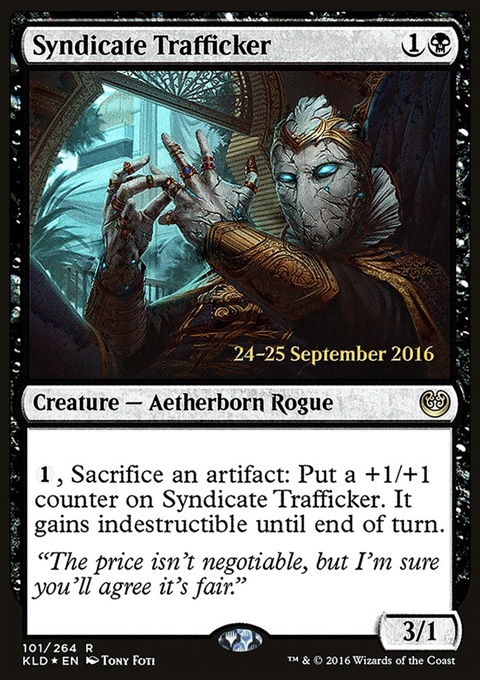 Syndicate Trafficker 1
24–25 September 2016
Creature — Aetherborn Rogue
1, Sacrifice an artifact: Put a +1/+1
counter on Syndicate Trafficker. It
gains indestructible until end of turn.
“The price isn’t negotiable, but I’m sure
you’ll agree it’s fair.”
3/1
101/264 R
KLD ★ EN Tony Foti
™ & © 2016 Wizards of the Coast